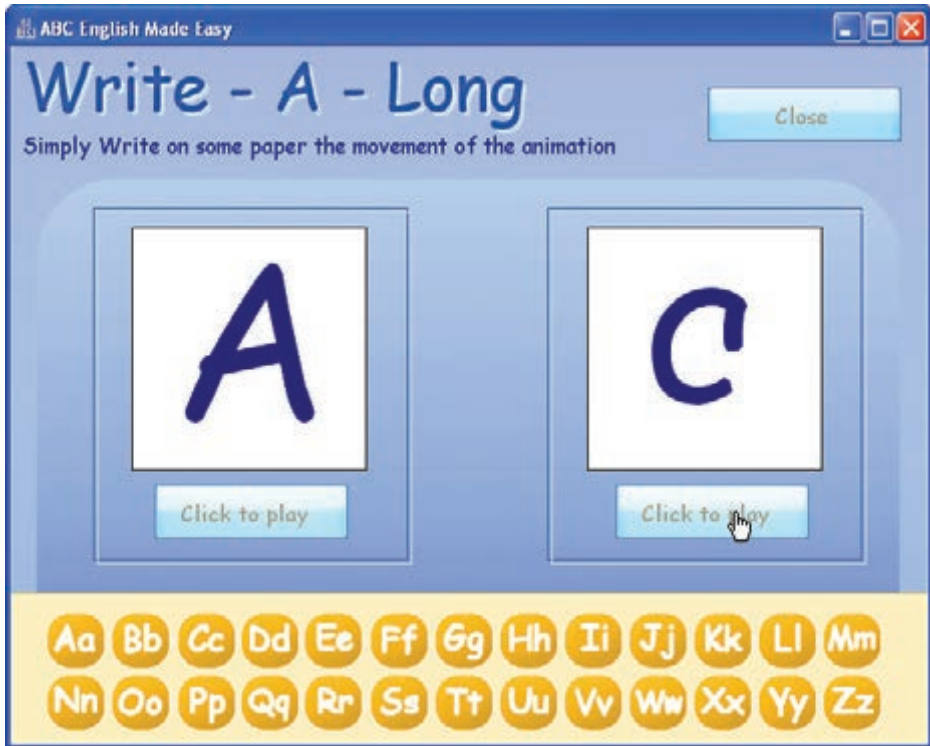 ABC English Made Easy
Write - A - Long
Close
Simply Write on some paper the movement of the animation
A
c
Click to play
Click to play
Aa Bb Cc Dd Ee Ff Gg Hh Ii Jj Kk Ll Mm
Nn Oo Pp Qq Rr Ss Tt Uu Vv Ww Xx Yy Zz